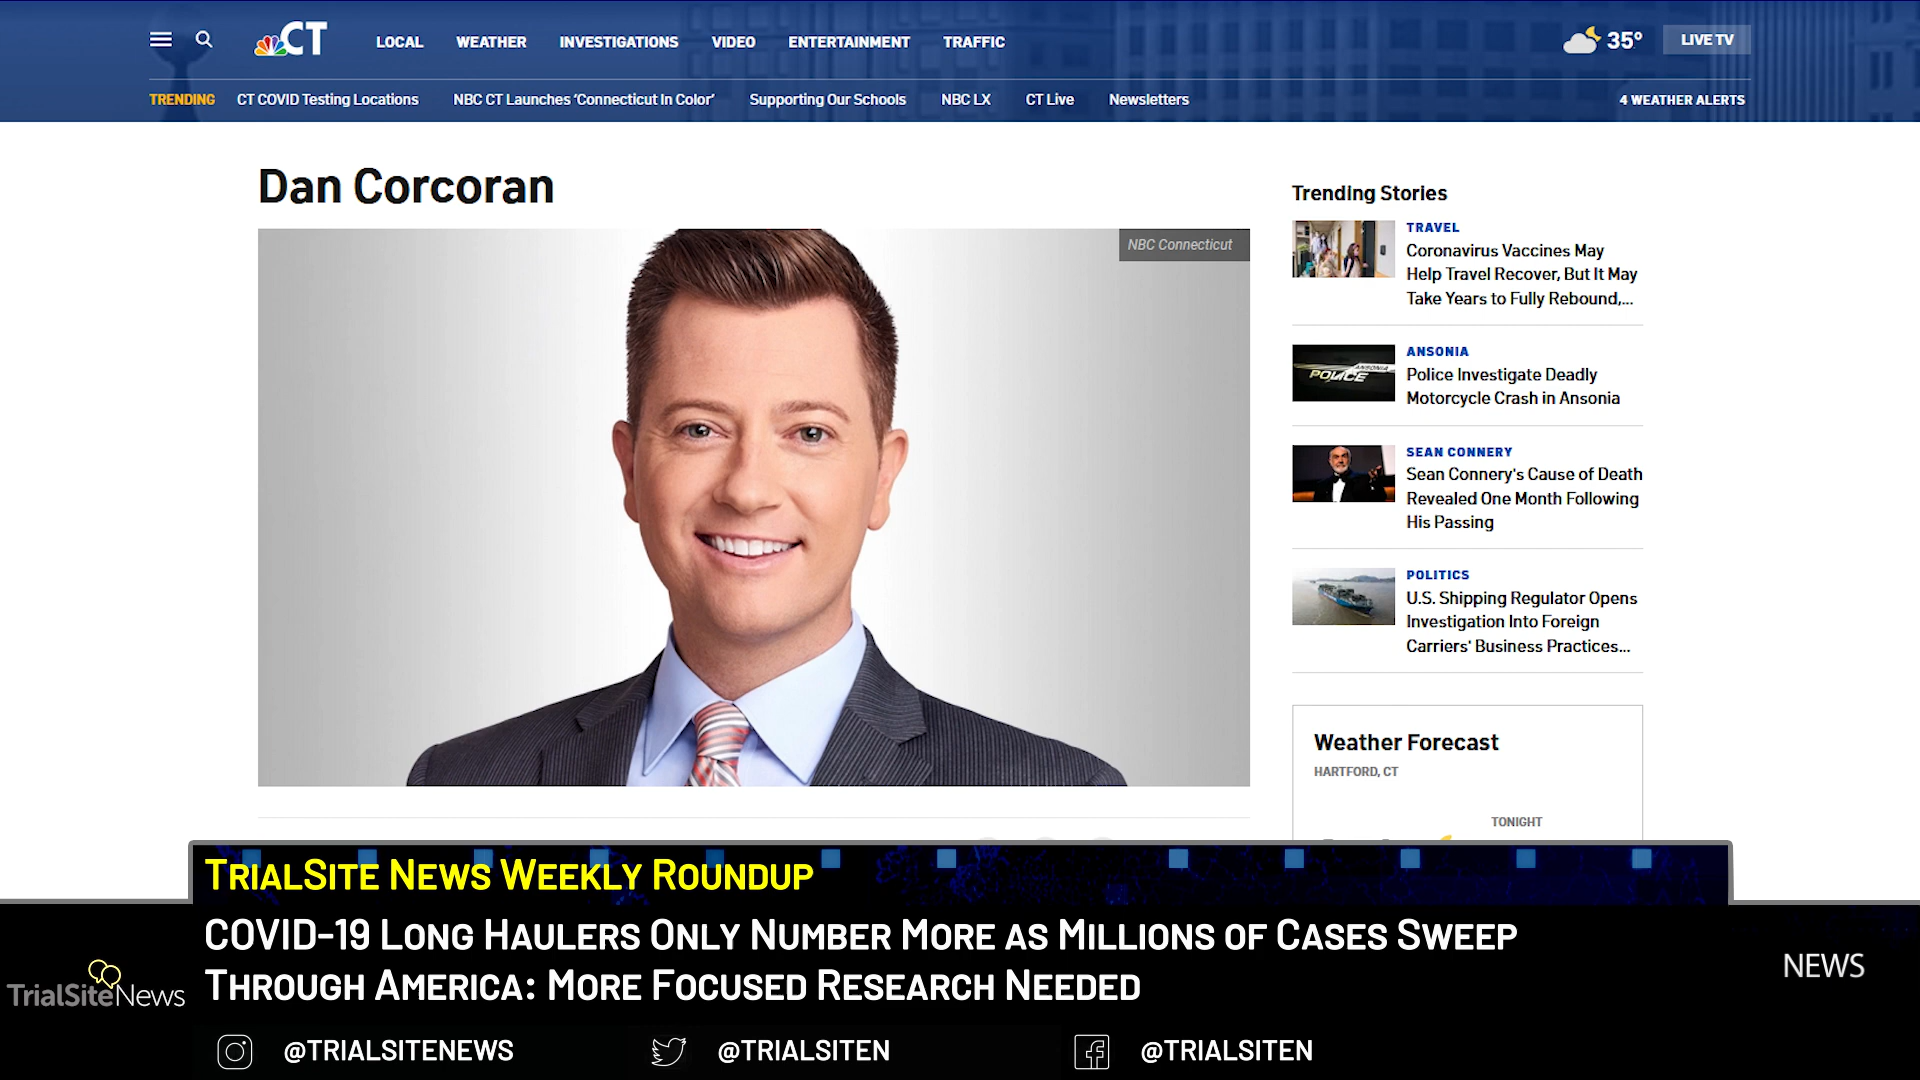 CT
LOCAL
WEATHER
INVESTIGATIONS
VIDEO
ENTERTAINMENT
TRAFFIC
35°
LIVE TV
TRENDING
CT COVID Testing Locations
NBC CT Launches 'Connecticut In Color'
Supporting Our Schools
NBC LX
CT Live
Newsletters
4 WEATHER ALERTS
Dan Corcoran
NBC Connecticut
Trending Stories
TRAVEL
Coronavirus Vaccines May
Help Travel Recover, But It May
Take Years to Fully Rebound,...
ANSONIA
POLICE
ANSONIA
Police Investigate Deadly
Motorcycle Crash in Ansonia
SEAN CONNERY
Sean Connery's Cause of Death
Revealed One Month Following
His Passing
POLITICS
U.S. Shipping Regulator Opens
Investigation Into Foreign
Carriers' Business Practices...
Weather Forecast
HARTFORD, CT
TONIGHT
TRIALSITE NEWS WEEKLY ROUNDUP
COVID-19 LONG HAULERS ONLY NUMBER MORE AS MILLIONS OF CASES SWEEP
THROUGH AMERICA: MORE FOCUSED RESEARCH NEEDED
TrialSiteNews
NEWS
@TRIALSITENEWS
@TRIALSITEN
@TRIALSITEN